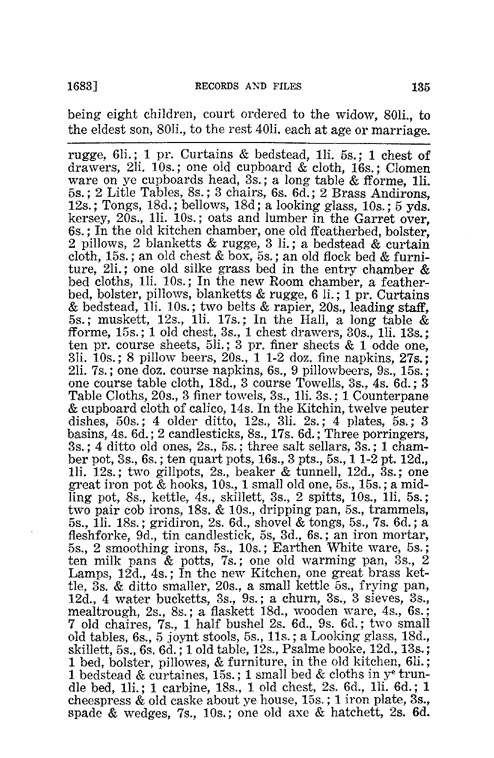 1683] RECORDS AND FILES 135
being eight children, court ordered to the widow, 80li., to
the eldest son, 80li., to the rest 40li. each at age or marriage.
rugge, 6li.; 1 pr. Curtains & bedstead, 1li. 5s.; 1 chest of
drawers, 2li. 10s.; one old cupboard & cloth, 16s.; Clomen
ware on ye cupboards head, 3s.; a long table & fforme, 1li.
5s.; 2 Litle Tables, 8s.; 3 chairs, 6s. 6d.; 2 Brass Andirons,
12s.; Tongs, 18d.; bellows, 18d; a looking glass, 10s.; 5 yds.
kersey, 20s., 1li. 10s.; oats and lumber in the Garret over,
6s.; In the old kitchen chamber, one old ffeatherbed, bolster,
2 pillows, 2 blanketts & rugge, 3 li.; a bedstead & curtain
cloth, 15s.; an old chest & box, 5s.; an old flock bed & furni-
ture, 2li.; one old silke grass bed in the entry chamber &
bed cloths, 1li. 10s.; In the new Room chamber, a feather-
bed, bolster, pillows, blanketts & rugge, 6 li.; 1 pr. Curtains
& bedstead, 1li. 10s.; two belts & rapier, 20s., leading staff,
5s.; muskett, 12s., 1li. 17s.; In the Hall, a long table &
fforme, 15s.; 1 old chest, 3s., 1 chest drawers, 30s., 1li. 13s.;
ten pr. course sheets, 5li.; 3 pr. finer sheets & 1 odde one,
3li. 10s.; 8 pillow beers, 20s., 1 1-2 doz. fine napkins, 27s.;
2li. 7s.; one doz. course napkins, 6s., 9 pillowbeers, 9s., 15s.;
one course table cloth, 18d., 3 course Towells, 3s., 4s. 6d.; 3
Table Cloths, 20s., 3 finer towels, 3s., 1li. 3s.; 1 Counterpane
& cupboard cloth of calico, 14s. In the Kitchin, twelve peuter
dishes, 50s.; 4 older ditto, 12s., 3li. 2s.; 4 plates, 5s.; 3
basins, 4s. 6d.; 2 candlesticks, 8s., 17s. 6d.; Three porringers,
3s.; 4 ditto old ones, 2s., 5s.; three salt sellars, 3s.; 1 cham-
ber pot, 3s., 6s.; ten quart pots, 16s., 3 pts., 5s., 1 1-2 pt. 12d.,
1li. 12s.; two gillpots, 2s., beaker & tunnell, 12d., 3s.; one
great iron pot & hooks, 10s., 1 small old one, 5s., 15s.; a mid-
ling pot, 8s., kettle, 4s., skillett, 3s., 2 spitts, 10s., 1li. 5s.;
two pair cob irons, 18s. & 10s., dripping pan, 5s., trammels,
5s., 1li. 18s.; gridiron, 2s. 6d., shovel & tongs, 5s., 7s. 6d.; a
fleshforke, 9d., tin candlestick, 5s, 3d., 6s.; an iron mortar,
5s., 2 smoothing irons, 5s., 10s.; Earthen White ware, 5s.;
ten milk pans & potts, 7s.; one old warming pan, 3s., 2
Lamps, 12d., 4s.; In the new Kitchen, one great brass ket-
tle, 3s. & ditto smaller, 20s., a small kettle 5s., frying pan,
12d., 4 water bucketts, 3s., 9s.; a churn, 3s., 3 sieves, 3s.,
mealtrough, 2s., 8s.; a flaskett 18d., wooden ware, 4s., 6s.;
7 old chaires, 7s., 1 half bushel 2s. 6d., 9s. 6d.; two small
old tables, 6s., 5 joynt stools, 5s., 11s.; a Looking glass, 18d.,
skillett, 5s., 6s. 6d.; 1 old table, 12s., Psalme booke, 12d., 13s.;
1 bed, bolster, pillowes, & furniture, in the old kitchen, 6li.;
1 bedstead & curtaines, 15s.; 1 small bed & cloths in yᵉ trun-
dle bed, 1li.; 1 carbine, 18s., 1 old chest, 2s. 6d., 1li. 6d.; 1
cheespress & old caske about ye house, 15s.; 1 iron plate, 3s.,
spade & wedges, 7s., 10s.; one old axe & hatchett, 2s. 6d.